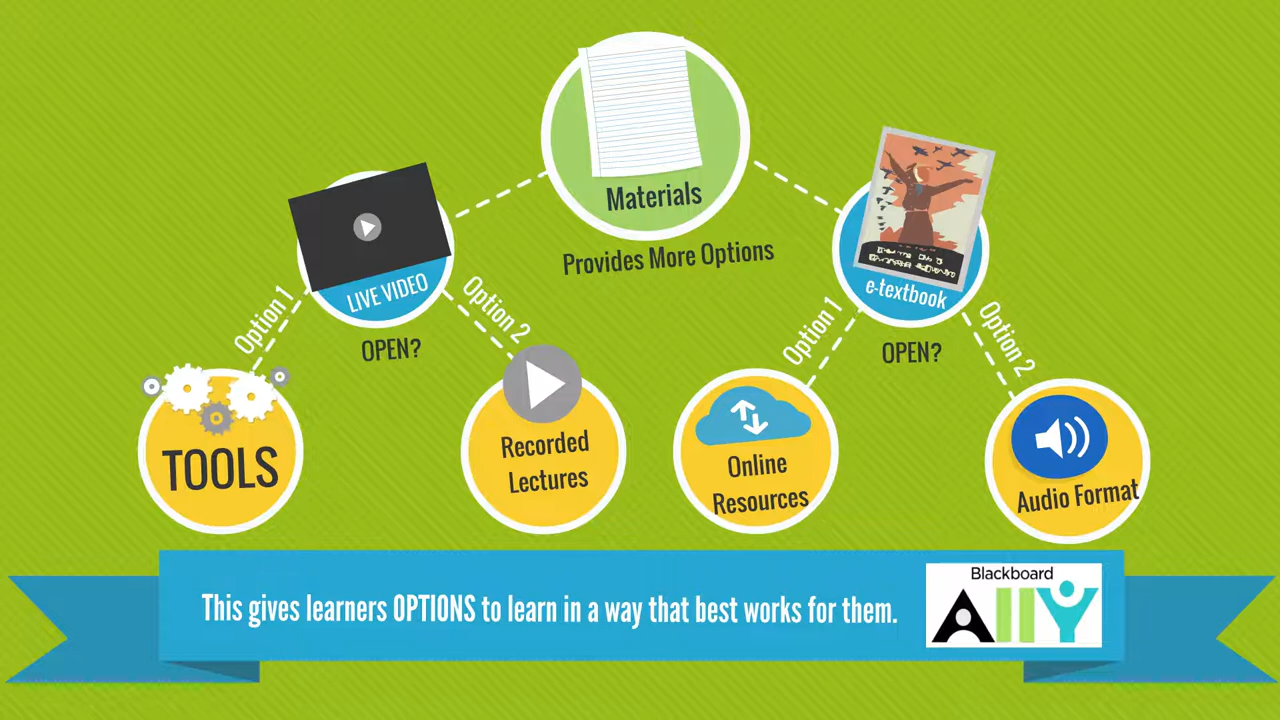 Materials
Provides More Options
LIVE VIDEO
OPEN?
Option 1
Option 2
TOOLS
Recorded
Lectures
e-textbook
OPEN?
Option 1
Option 2
Online
Resources
Audio Format
This gives learners OPTIONS to learn in a way that best works for them.
Blackboard
Ally